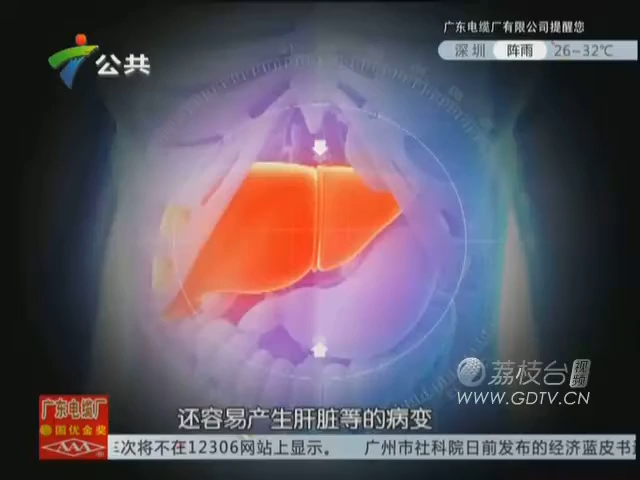 广东电缆厂有限公司提醒您
深圳 阵雨 26-32℃
公共
荔枝台 视频
WWW.GDTV.CN
还容易产生肝脏等的病变
广东电缆厂
国优金奖
次将不在12306网站上显示。 广州市社科院日前发布的经济蓝皮书